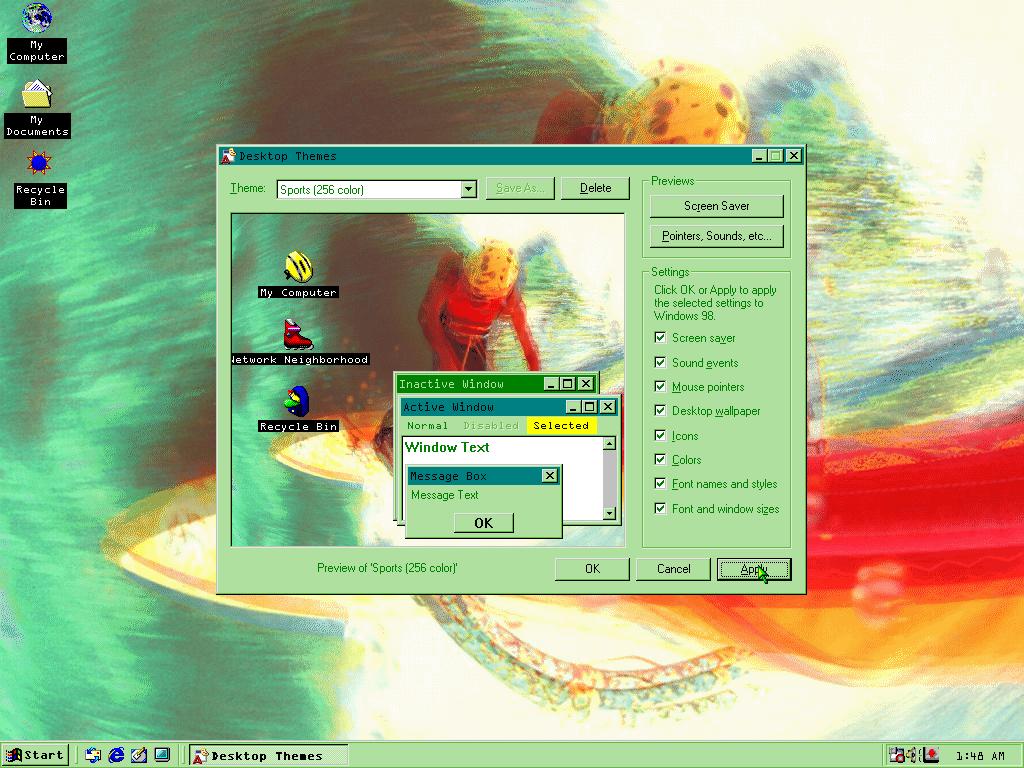 My
Computer
My
Documents
Recycle
Bin
Desktop Themes
Theme: Sports (256 color)
Save As...
Delete
Previews
Screen Saver
Pointers, Sounds, etc...
My Computer
Network Neighborhood
Recycle Bin
Inactive Window
Active Window
Normal Disabled Selected
Window Text
Message Box
Message Text
OK
Settings
Click OK or Apply to apply
the selected settings to
Windows 98.
Screen saver
Sound events
Mouse pointers
Desktop wallpaper
Icons
Colors
Font names and styles
Font and window sizes
Preview of 'Sports (256 color)'
OK
Cancel
Apply
Start
Desktop Themes
1:48 AM